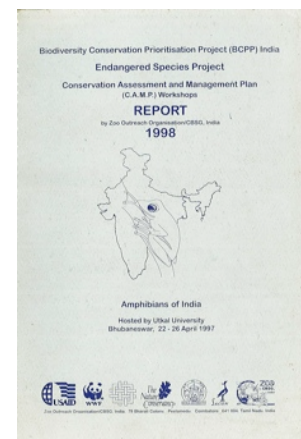 Biodiversity Conservation Prioritisation Project (BCPP) India
Endangered Species Project
Conservation Assessment and Management Plan
(C.A.M.P.) Workshops
REPORT
by Zoo Outreach Organisation/CBSG, India
1998
Amphibians of India
Hosted by Utkal University
Bhubaneswar, 22 - 26 April 1997
USAID
WWF
The
Nature
Conservancy
Zoo Outreach Organisation/CBSG, India